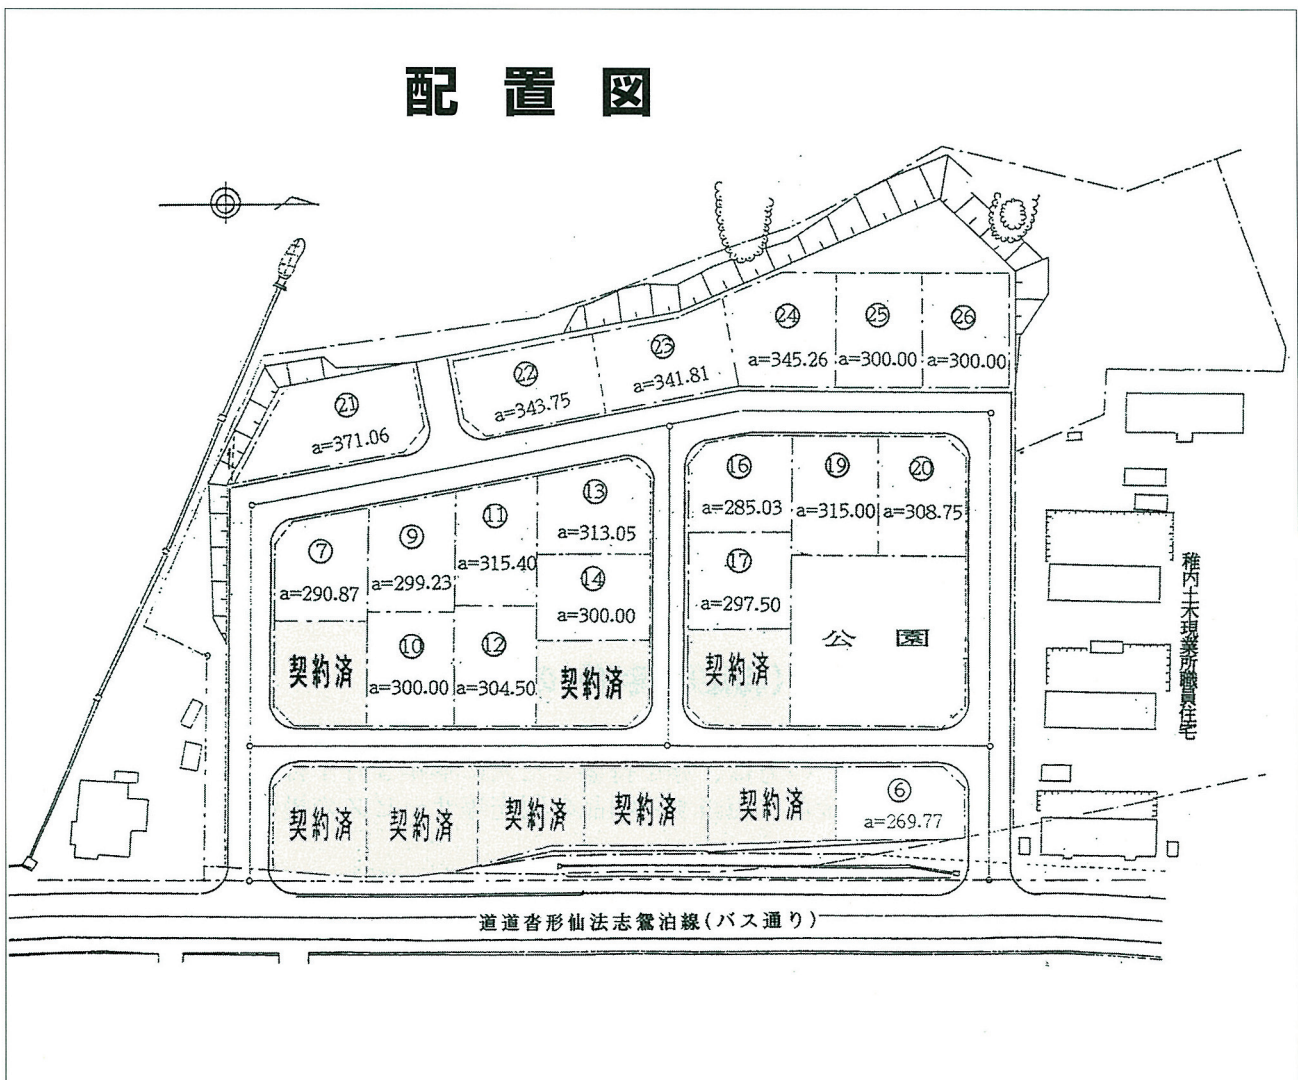 配置図
㉔
㉕
㉖
a=345.26
a=300.00
a=300.00
㉓
a=341.81
㉒
a=343.75
㉑
a=371.06
⑯
a=285.03
⑲
a=315.00
⑳
a=308.75
⑬
a=313.05
⑪
a=315.40
⑨
a=299.23
⑦
a=290.87
⑭
a=300.00
⑰
a=297.50
公園
⑩
a=300.00
⑫
a=304.50
契約済
契約済
契約済
稚内土木現業所職員住宅
契約済
契約済
契約済
契約済
契約済
⑥
a=269.77
道道沓形仙法志鴛泊線(バス通り)